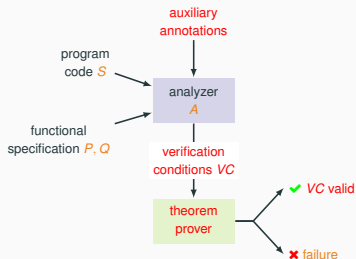 auxiliary
annotations
program
code S
analyzer
A
functional
specification P, Q
verification
conditions VC
theorem
prover
✔ VC valid
✖ failure